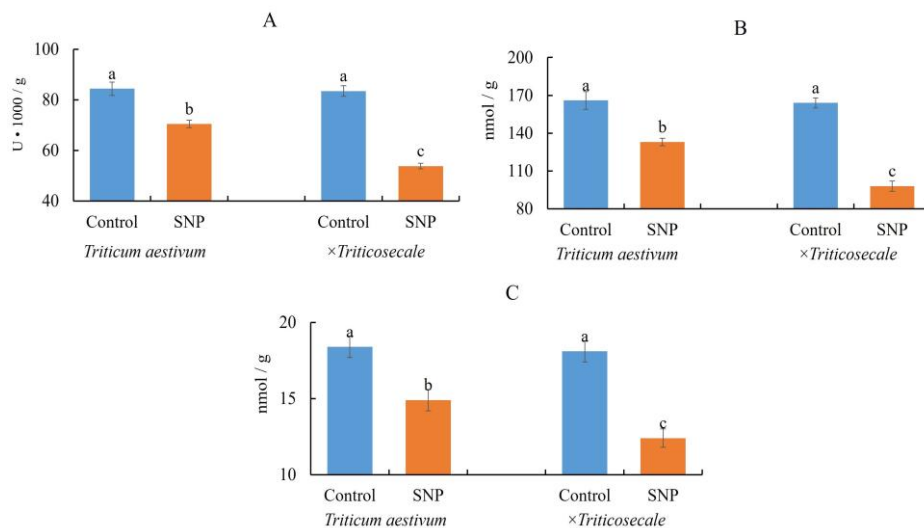 A
U • 1000 / g
100
80
60
40
a
b
a
c
Control
SNP
Control
SNP
Triticum aestivum
×Triticosecale
B
nmol / g
200
170
140
110
80
a
b
a
c
Control
SNP
Control
SNP
Triticum aestivum
×Triticosecale
C
nmol / g
20
15
10
a
b
a
c
Control
SNP
Control
SNP
Triticum aestivum
×Triticosecale